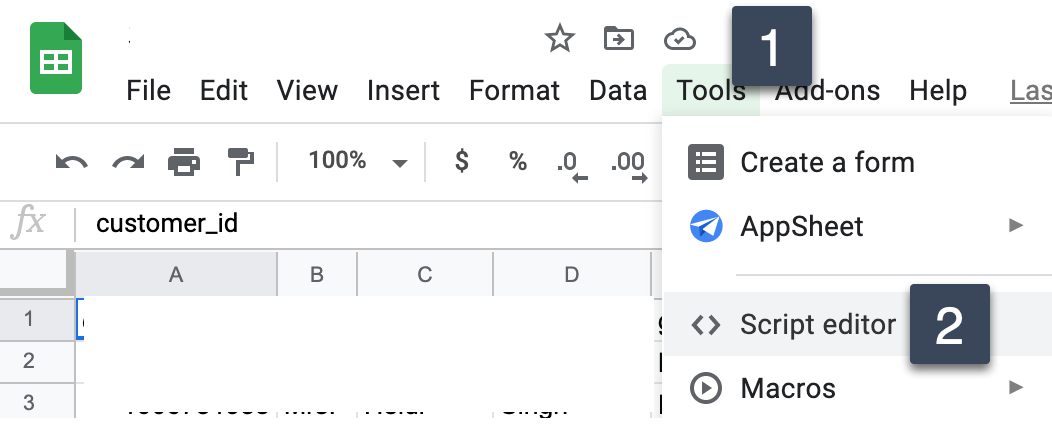 1
File Edit View Insert Format Data Tools Add-ons Help Las
100% $ % .0 .00
Create a form
fx customer_id
AppSheet
A B C D
1
Script editor 2
2
3
Macros